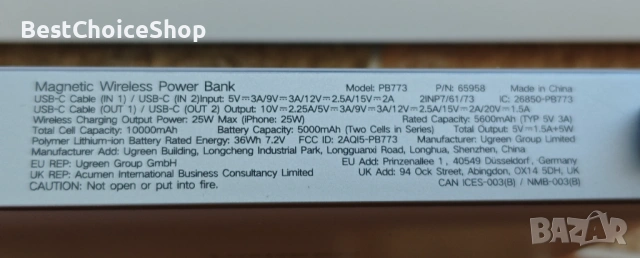 BestChoiceShop
Magnetic Wireless Power Bank Model: PB773 P/N: 65958 Made in China
USB-C Cable (IN 1) / USB-C (IN 2)Input: 5V⎓3A/9V⎓3A/12V⎓2.5A/15V⎓2A 2INP7/61/73 IC: 26850-PB773
USB-C Cable (OUT 1) / USB-C (OUT 2) Output: 10V⎓2.25A/5V⎓3A/9V⎓3A/12V⎓2.5A/15V⎓2A/20V⎓1.5A
Wireless Charging Output Power: 25W Max (iPhone: 25W) Rated Capacity: 5600mAh (TYP 5V 3A)
Total Cell Capacity: 10000mAh Battery Capacity: 5000mAh (Two Cells in Series) Total Output: 5V⎓1.5A+5W
Polymer Lithium-ion Battery Rated Energy: 36Wh 7.2V FCC ID: 2AQI5-PB773 Manufacturer: Ugreen Group Limited
Manufacturer Add: Ugreen Building, Longcheng Industrial Park, Longguanxi Road, Longhua, Shenzhen, China
EU REP: Ugreen Group GmbH EU Add: Prinzenallee 1, 40549 Düsseldorf, Germany
UK REP: Acumen International Business Consultancy Limited UK Add: 94 Ock Street, Abingdon, OX14 5DH, UK
CAUTION: Not open or put into fire. CAN ICES-003(B) / NMB-003(B)
BAZAR.bg